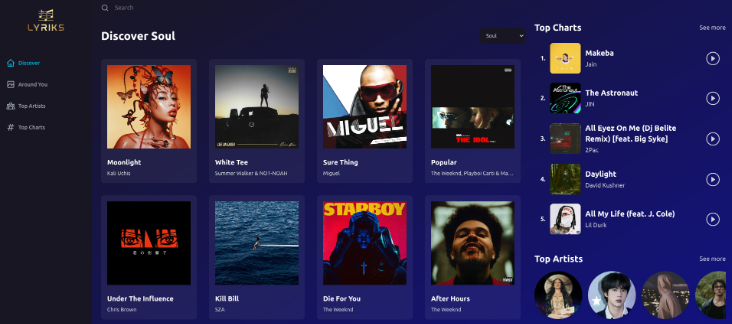 LYRIKS
Discover
Around You
Top Artists
Top Charts
Search
Discover Soul
Soul
Moonlight
Kali Uchis
White Tee
Summer Walker & NO1-NOAH
MIGUEL
Sure Thing
Miguel
THE IDOL
Popular
The Weeknd, Playboi Carti & Ma...
Under The Influence
Chris Brown
Kill Bill
SZA
STARBOY
Die For You
The Weeknd
After Hours
The Weeknd
Top Charts
See more
1.
Makeba
Jain
2.
The Astronaut
JIN
3.
All Eyez On Me (Dj Belite
Remix) [feat. Big Syke]
2Pac
4.
Daylight
David Kushner
5.
All My Life (feat. J. Cole)
Lil Durk
Top Artists
See more